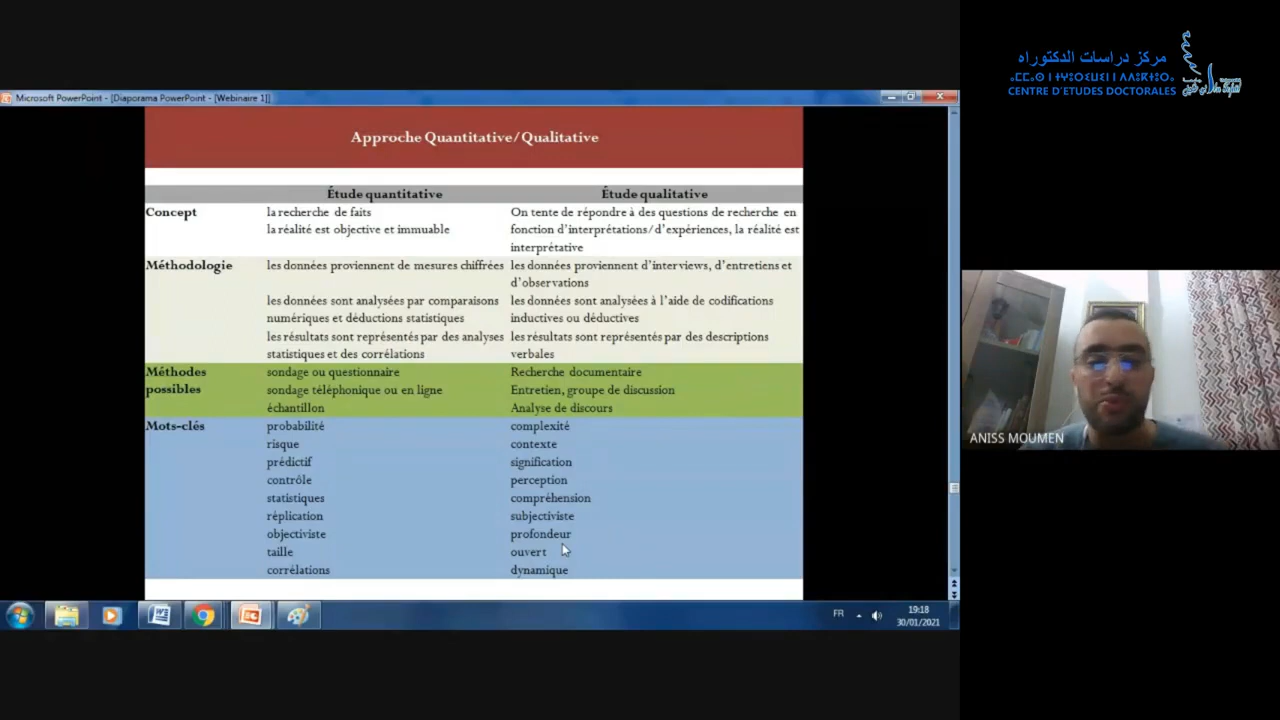 مركز دراسات الدكتوراه
CENTRE D'ETUDES DOCTORALES
Microsoft PowerPoint - [Diaporama PowerPoint - [Webinaire 1]]
Approche Quantitative/Qualitative
Étude quantitative
Étude qualitative
Concept
la recherche de faits
la réalité est objective et immuable
On tente de répondre à des questions de recherche en
fonction d'interprétations/d'expériences, la réalité est
interprétative
Méthodologie
les données proviennent de mesures chiffrées
les données proviennent d'interviews, d'entretiens et
d'observations
les données sont analysées par comparaisons
numériques et déductions statistiques
les données sont analysées à l'aide de codifications
inductives ou déductives
les résultats sont représentés par des analyses
statistiques et des corrélations
les résultats sont représentés par des descriptions
verbales
Méthodes
possibles
sondage ou questionnaire
sondage téléphonique ou en ligne
échantillon
Recherche documentaire
Entretien, groupe de discussion
Analyse de discours
Mots-clés
probabilité
risque
prédictif
contrôle
statistiques
réplication
objectiviste
taille
corrélations
complexité
contexte
signification
perception
compréhension
subjectiviste
profondeur
ouvert
dynamique
FR
19:18
30/01/2021
ANISS MOUMEN